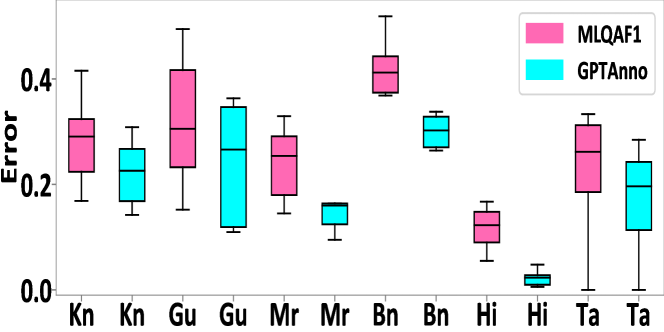 MLQAF1
GPTAnno
Error
0.4
0.2
0.0
Kn Kn Gu Gu Mr Mr Bn Bn Hi Hi Ta Ta